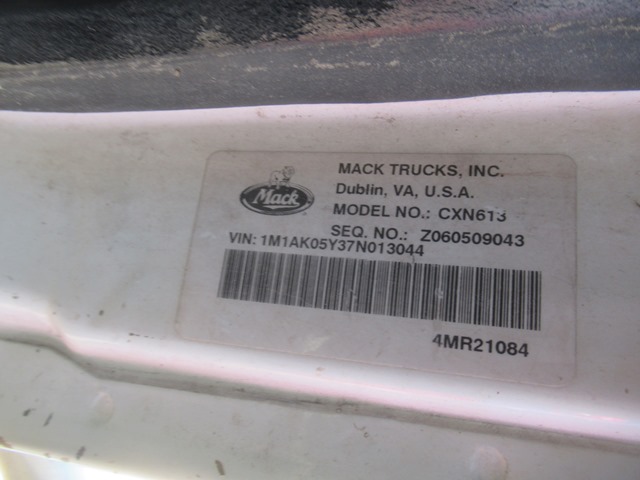 Mack
MACK TRUCKS, INC.
Dublin, VA, U.S.A.
MODEL NO.: CXN613
SEQ. NO.: Z060509043
VIN: 1M1AK05Y37N013044
4MR21084